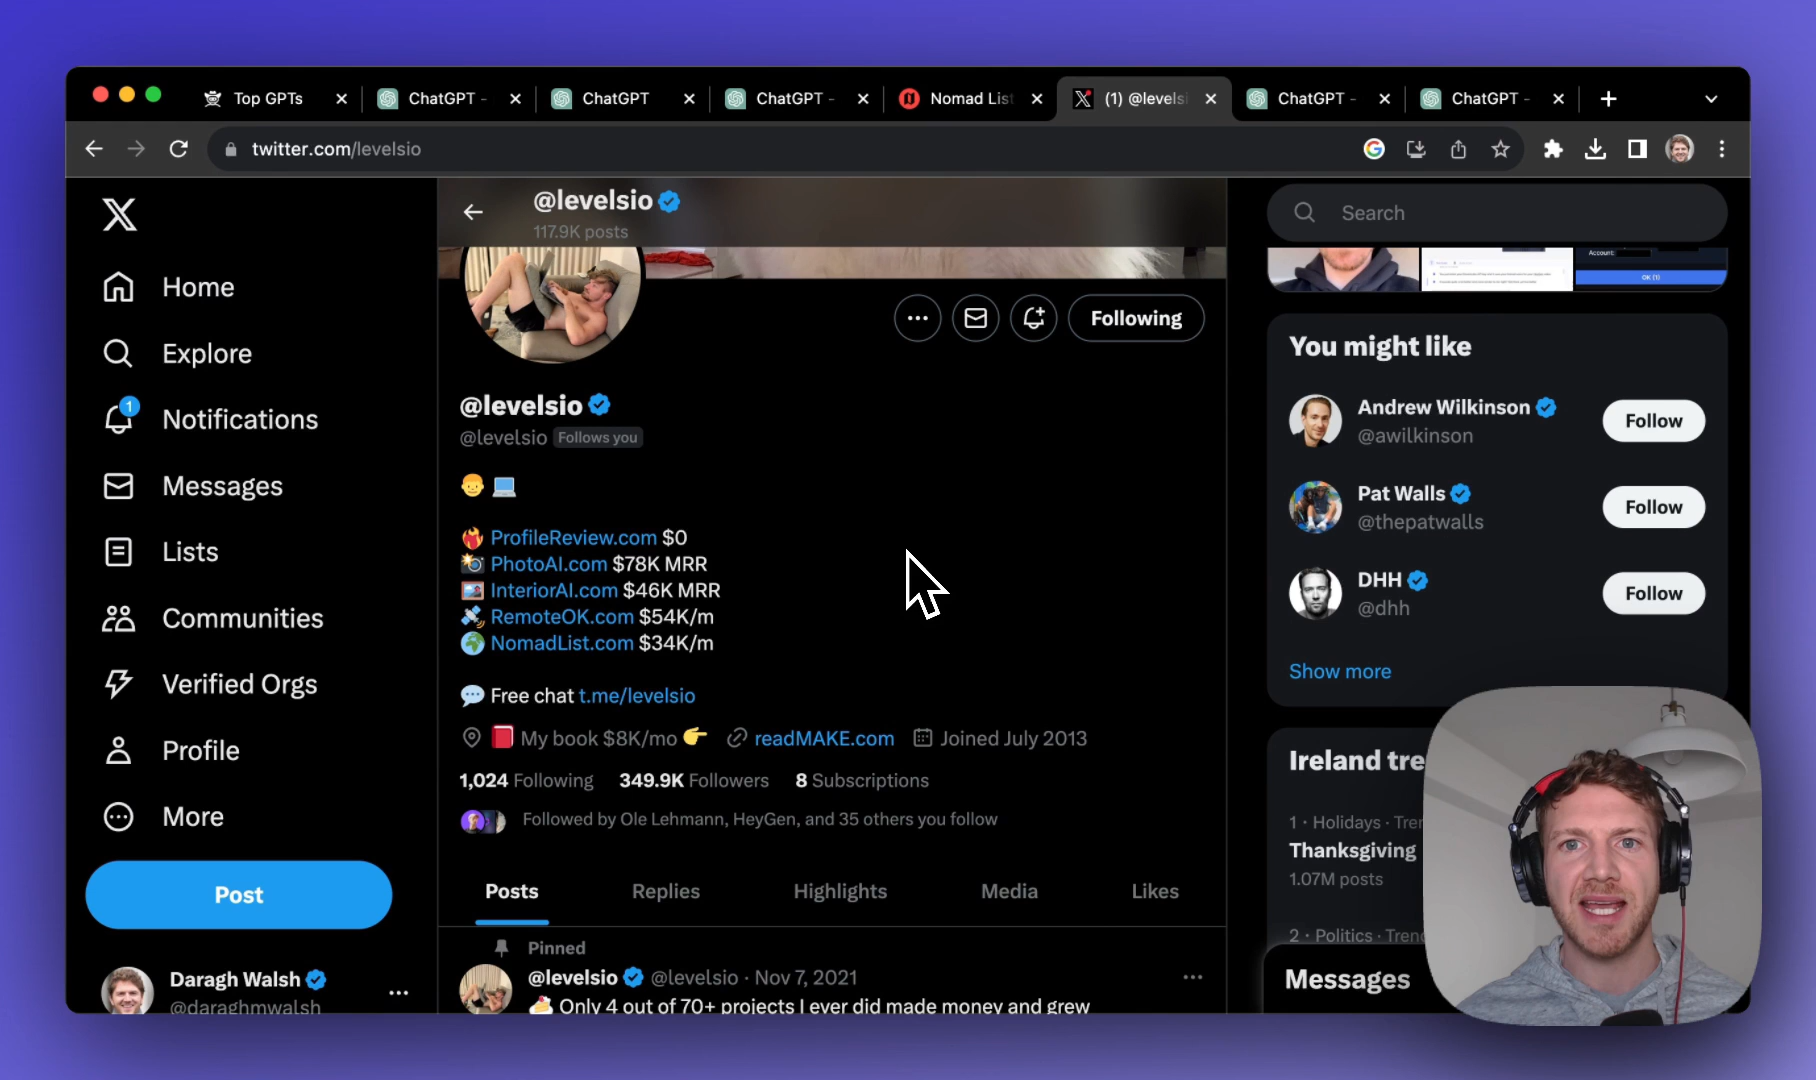 Top GPTs
ChatGPT -
ChatGPT
ChatGPT -
Nomad List
(1) @levelsi
ChatGPT -
ChatGPT -
twitter.com/levelsio
@levelsio
117.9K posts
Search
Account:
OK (1)
Home
Explore
1
Notifications
Messages
Lists
Communities
Verified Orgs
Profile
More
Post
Daragh Walsh
@daraghmwalsh
Following
@levelsio
@levelsio Follows you
ProfileReview.com $0
PhotoAI.com $78K MRR
InteriorAI.com $46K MRR
RemoteOK.com $54K/m
NomadList.com $34K/m
Free chat t.me/levelsio
My book $8K/mo readMAKE.com Joined July 2013
1,024 Following 349.9K Followers 8 Subscriptions
Followed by Ole Lehmann, HeyGen, and 35 others you follow
Posts Replies Highlights Media Likes
Pinned
@levelsio @levelsio · Nov 7, 2021
Only 4 out of 70+ projects I ever did made money and grew
You might like
Andrew Wilkinson
@awilkinson
Follow
Pat Walls
@thepatwalls
Follow
DHH
@dhh
Follow
Show more
Ireland tre
1 · Holidays · Tre
Thanksgiving
1.07M posts
2 · Politics · Tren
Messages